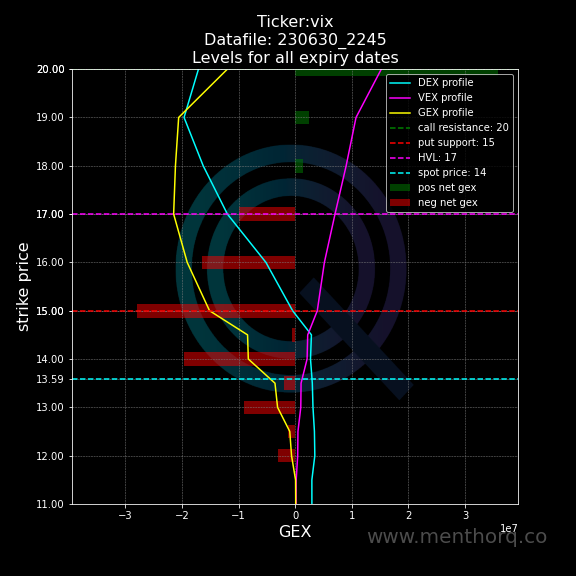 Ticker:vix
Datafile: 230630_2245
Levels for all expiry dates
20.00
19.00
18.00
17.00
16.00
15.00
14.00
13.59
13.00
12.00
11.00
strike price
DEX profile
VEX profile
GEX profile
call resistance: 20
put support: 15
HVL: 17
spot price: 14
pos net gex
neg net gex
−3
−2
−1
0
1
2
3
1e7
GEX
www.menthorq.co